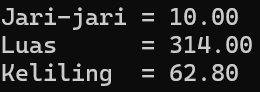 Jari-jari = 10.00
Luas      = 314.00
Keliling  = 62.80